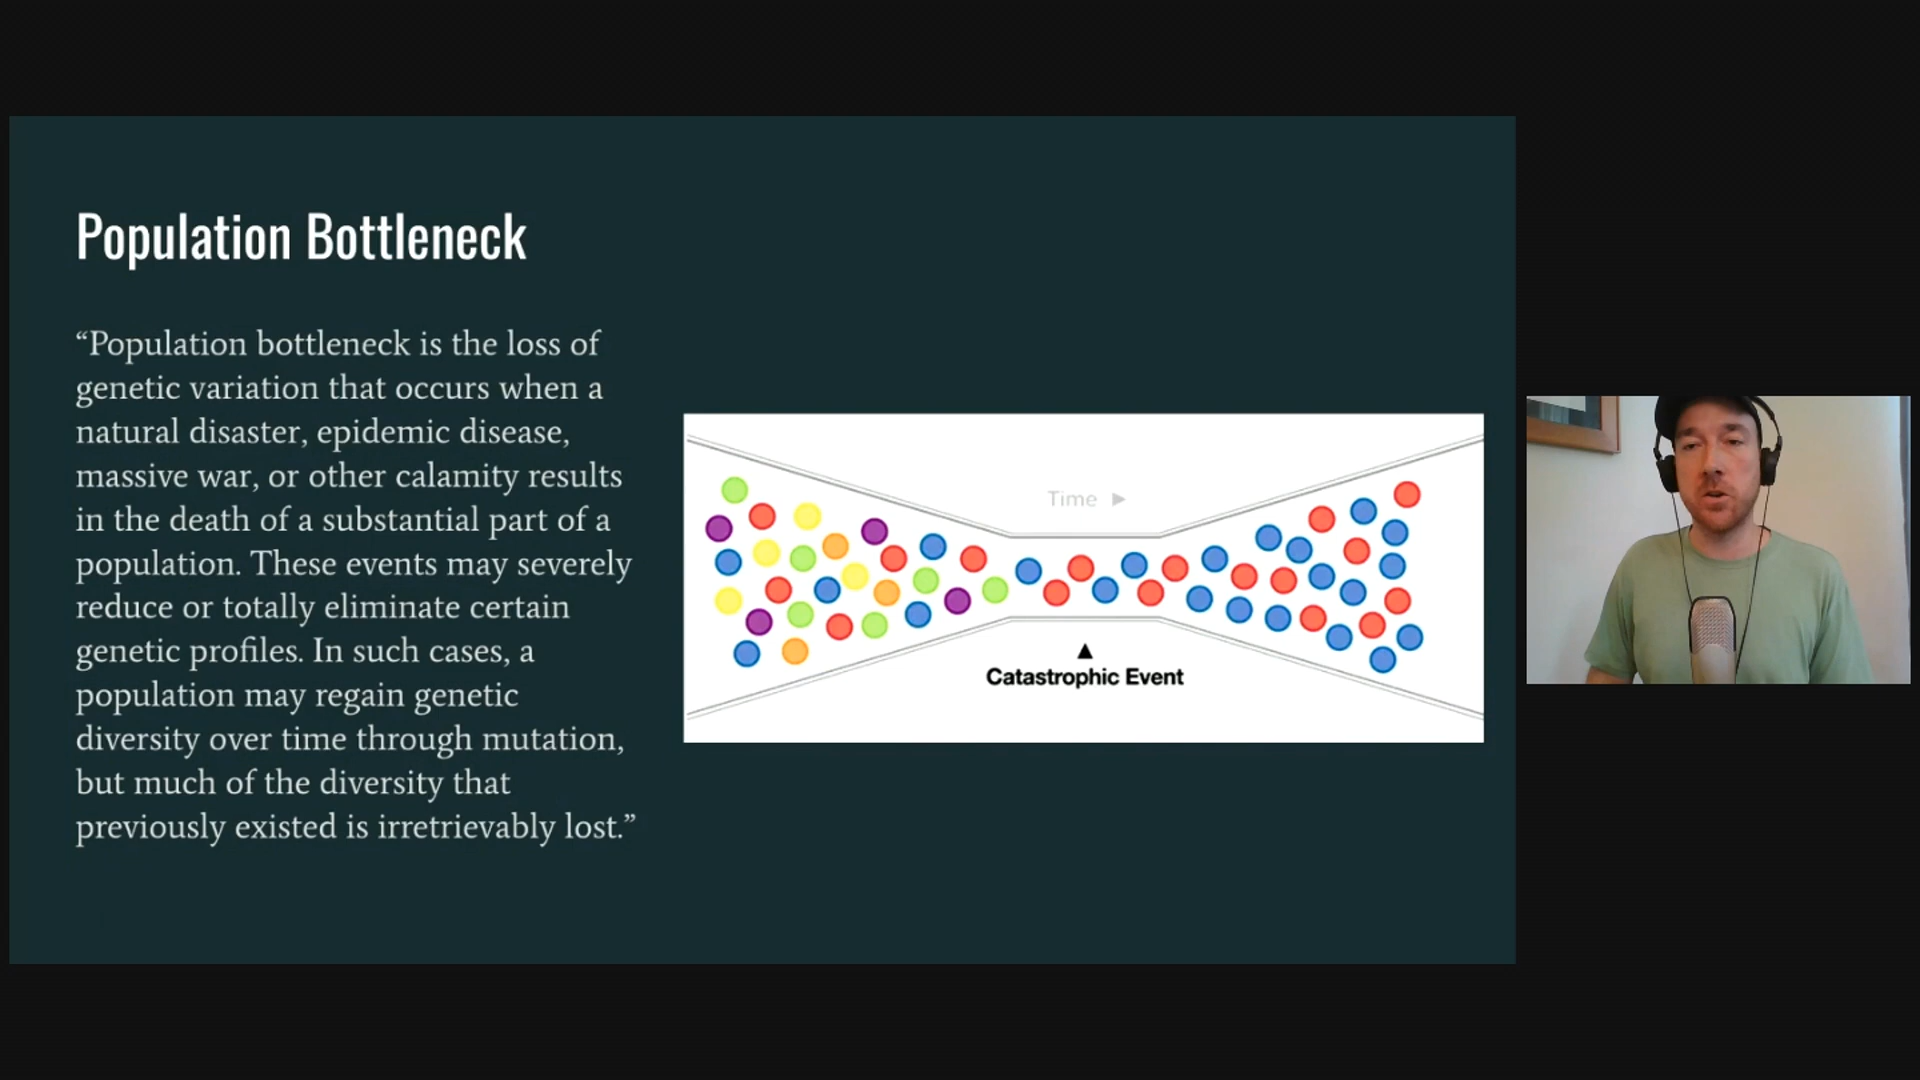 Population Bottleneck
“Population bottleneck is the loss of
genetic variation that occurs when a
natural disaster, epidemic disease,
massive war, or other calamity results
in the death of a substantial part of a
population. These events may severely
reduce or totally eliminate certain
genetic profiles. In such cases, a
population may regain genetic
diversity over time through mutation,
but much of the diversity that
previously existed is irretrievably lost.”
Time ►
▲
Catastrophic Event